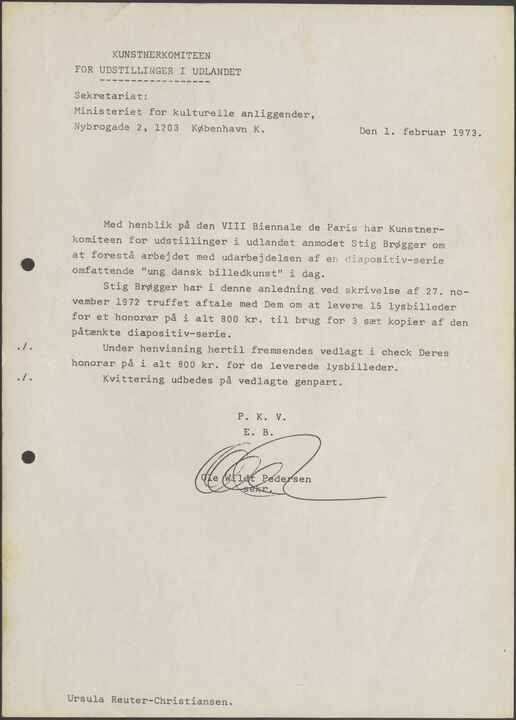 KUNSTNERKOMITEEN
FOR UDSTILLINGER I UDLANDET
Sekretariat:
Ministeriet for kulturelle anliggender,
Nybrogade 2, 1203 København K.
Den 1. februar 1973.
Med henblik på den VIII Biennale de Paris har Kunstner-
komiteen for udstillinger i udlandet anmodet Stig Brøgger om
at forestå arbejdet med udarbejdelsen af en diapositiv-serie
omfattende "ung dansk billedkunst" i dag.
Stig Brøgger har i denne anledning ved skrivelse af 27. no-
vember 1972 truffet aftale med Dem om at levere 15 lysbilleder
for et honorar på i alt 800 kr. til brug for 3 sæt kopier af den
påtænkte diapositiv-serie.
./. Under henvisning hertil fremsendes vedlagt i check Deres
honorar på i alt 800 kr. for de leverede lysbilleder.
./. Kvittering udbedes på vedlagte genpart.
P. K. V.
E. B.
Ole Wildt Pedersen
sekr.
Ursula Reuter-Christiansen.